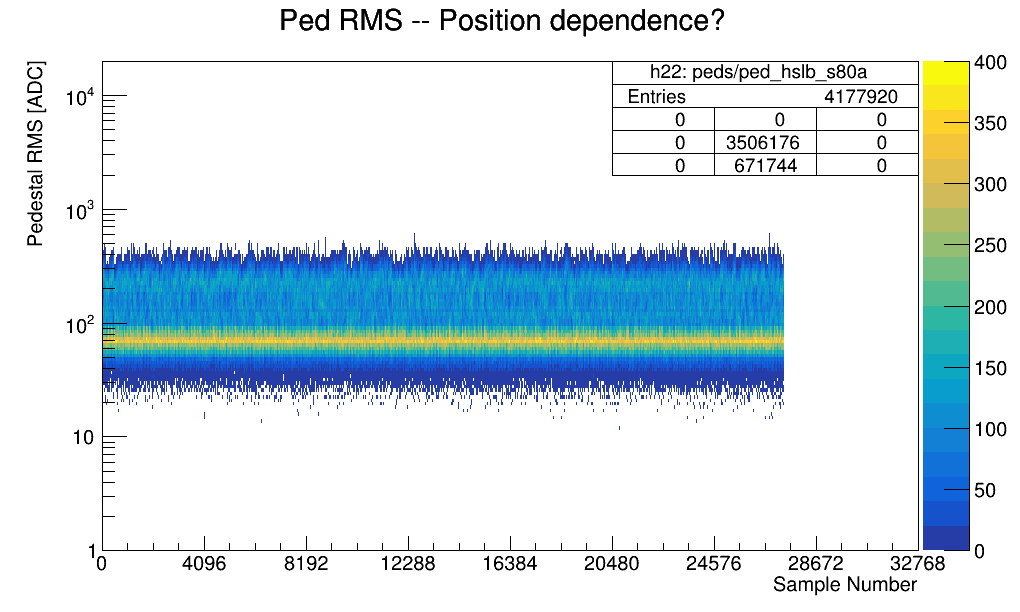 Ped RMS -- Position dependence?
Pedestal RMS [ADC]
h22: peds/ped_hslb_s80a
Entries 4177920
0 0 0
0 3506176 0
0 671744 0
10⁴
10³
10²
10
1
400
350
300
250
200
150
100
50
0
0 4096 8192 12288 16384 20480 24576 28672 32768
Sample Number